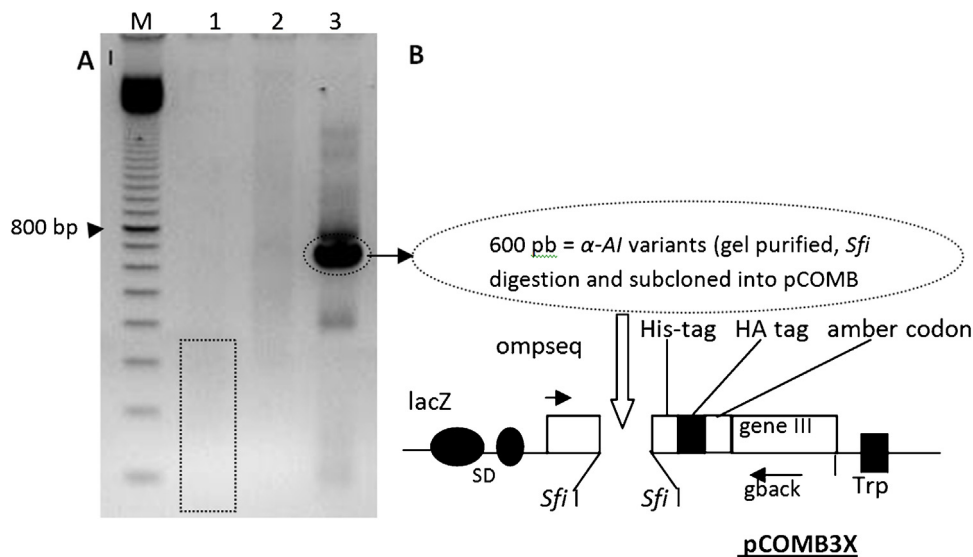 M 1 2 3
A
B
800 bp
600 pb = α-AI variants (gel purified, Sfi
digestion and subcloned into pCOMB
His-tag HA tag amber codon
ompseq
lacZ
gene III
SD
Sfi I
Sfi I
gback
Trp
pCOMB3X